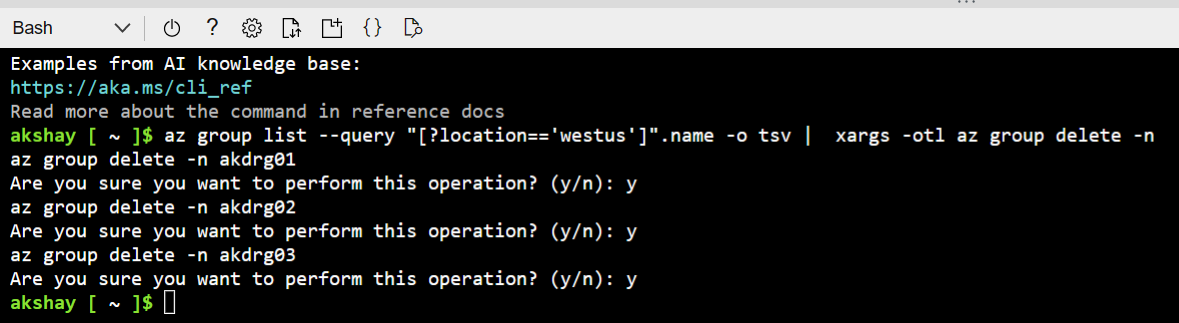 Bash
Examples from AI knowledge base:
https://aka.ms/cli_ref
Read more about the command in reference docs
akshay [ ~ ]$ az group list --query "[?location=='westus']".name -o tsv |  xargs -otl az group delete -n
az group delete -n akdrg01
Are you sure you want to perform this operation? (y/n): y
az group delete -n akdrg02
Are you sure you want to perform this operation? (y/n): y
az group delete -n akdrg03
Are you sure you want to perform this operation? (y/n): y
akshay [ ~ ]$